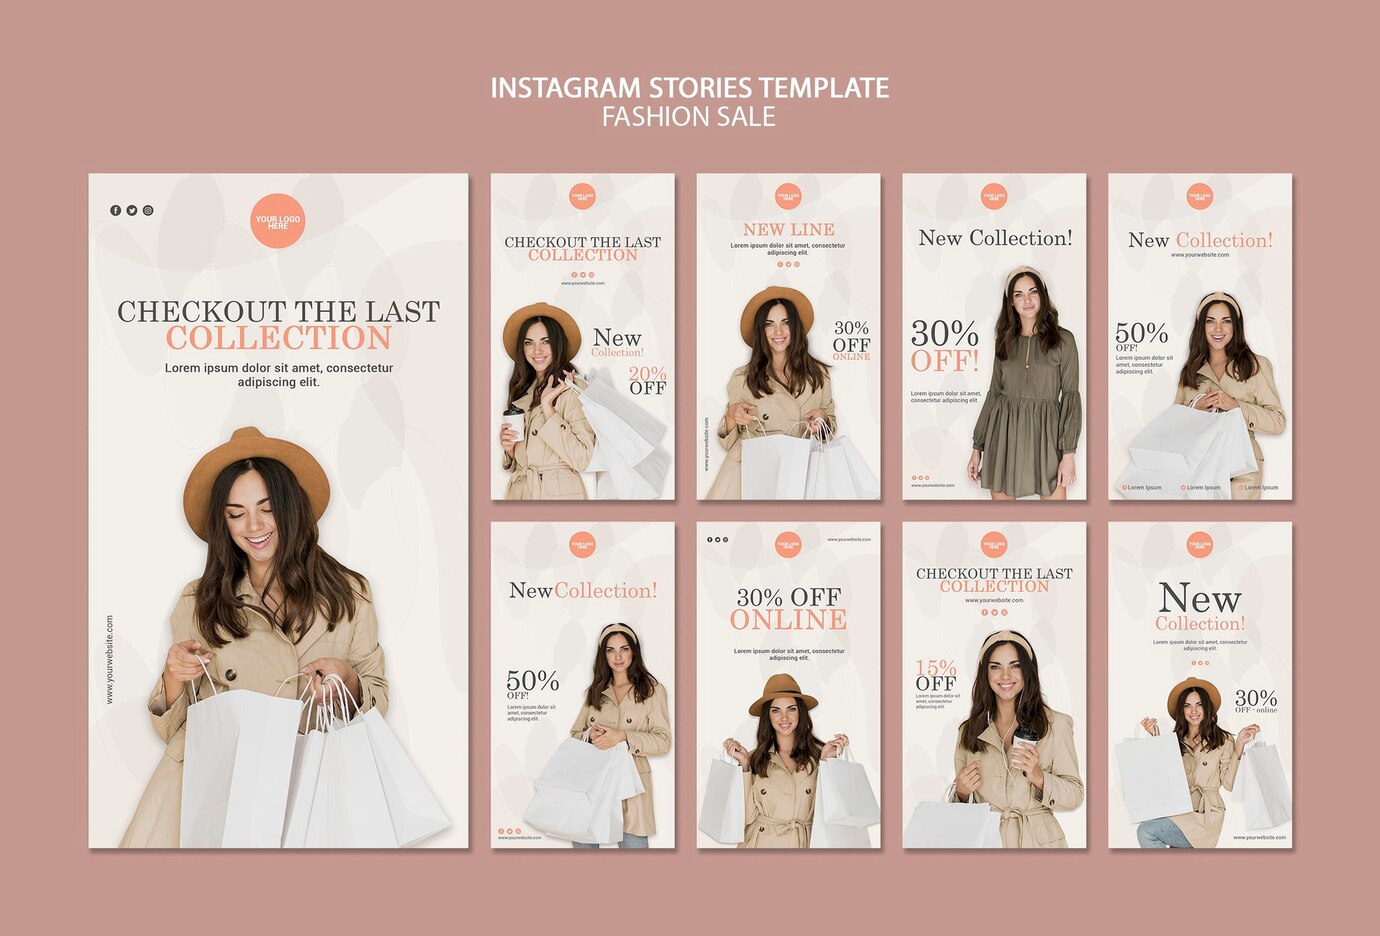 INSTAGRAM STORIES TEMPLATE
FASHION SALE
YOUR LOGO
HERE
CHECKOUT THE LAST
COLLECTION
Lorem ipsum dolor sit amet, consectetur
adipiscing elit.
www.yourwebsite.com
YOUR LOGO
HERE
CHECKOUT THE LAST
COLLECTION
www.yourwebsite.com
New
Collection!
20%
OFF
YOUR LOGO
HERE
NEW LINE
Lorem ipsum dolor sit amet, consectetur
adipiscing elit.
30%
OFF
ONLINE
www.yourwebsite.com
YOUR LOGO
HERE
New Collection!
30%
OFF!
Lorem ipsum dolor sit amet,
consectetur adipiscing elit.
www.yourwebsite.com
YOUR LOGO
HERE
New Collection!
www.yourwebsite.com
50%
OFF!
Lorem ipsum dolor sit
amet, consectetur
adipiscing elit.
Lorem Ipsum
Lorem Ipsum
Lorem Ipsum
YOUR LOGO
HERE
NewCollection!
50%
OFF!
Lorem ipsum dolor sit
amet, consectetur
adipiscing elit.
www.yourwebsite.com
YOUR LOGO
HERE
www.yourwebsite.com
30% OFF
ONLINE
Lorem ipsum dolor sit amet, consectetur
adipiscing elit.
YOUR LOGO
HERE
CHECKOUT THE LAST
COLLECTION
www.yourwebsite.com
15%
OFF
Lorem ipsum dolor sit
amet, consectetur
adipiscing elit.
YOUR LOGO
HERE
New
Collection!
Lorem ipsum dolor sit amet, consectetur
adipiscing elit.
30%
OFF - online
www.yourwebsite.com